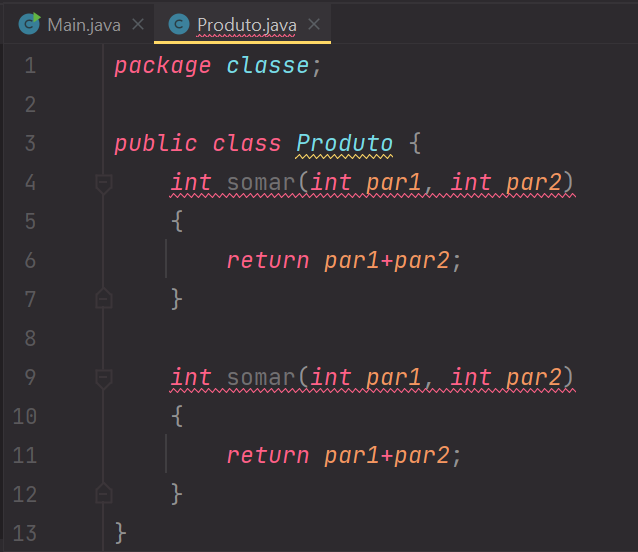 Main.java × Produto.java ×
1 package classe;
2
3 public class Produto {
4 int somar(int par1, int par2)
5 {
6 return par1+par2;
7 }
8
9 int somar(int par1, int par2)
10 {
11 return par1+par2;
12 }
13 }